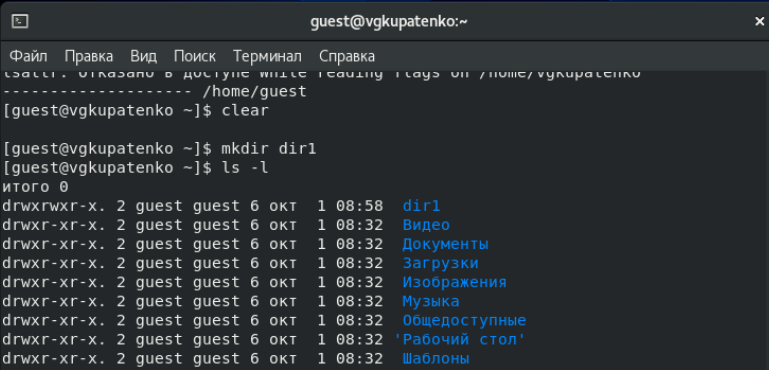 guest@vgkupatenko:~
Файл Правка Вид Поиск Терминал Справка
lsattr: Отказано в доступе While reading flags on /home/vgkupatenko
-------------------- /home/guest
[guest@vgkupatenko ~]$ clear
[guest@vgkupatenko ~]$ mkdir dir1
[guest@vgkupatenko ~]$ ls -l
итого 0
drwxrwxr-x. 2 guest guest 6 окт  1 08:58  dir1
drwxr-xr-x. 2 guest guest 6 окт  1 08:32  Видео
drwxr-xr-x. 2 guest guest 6 окт  1 08:32  Документы
drwxr-xr-x. 2 guest guest 6 окт  1 08:32  Загрузки
drwxr-xr-x. 2 guest guest 6 окт  1 08:32  Изображения
drwxr-xr-x. 2 guest guest 6 окт  1 08:32  Музыка
drwxr-xr-x. 2 guest guest 6 окт  1 08:32  Общедоступные
drwxr-xr-x. 2 guest guest 6 окт  1 08:32 'Рабочий стол'
drwxr-xr-x. 2 guest guest 6 окт  1 08:32  Шаблоны